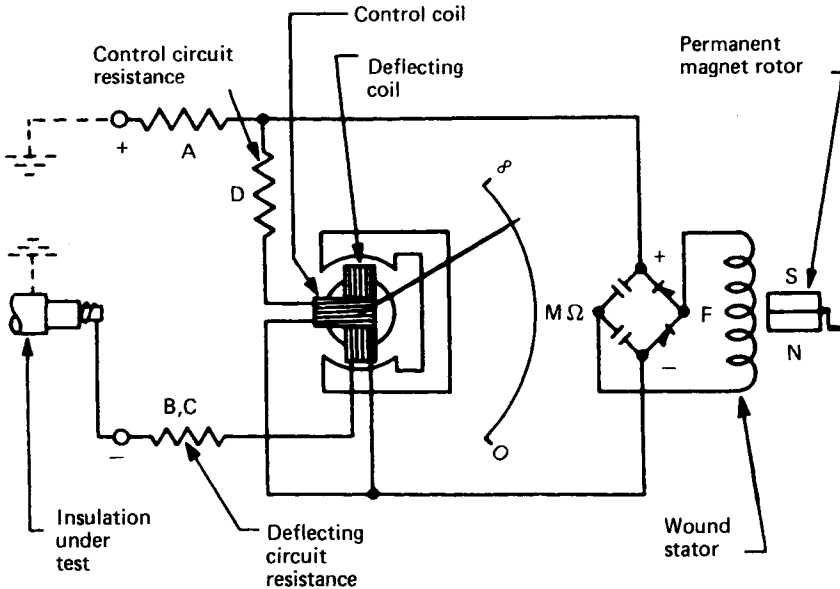 Control coil
Control circuit
resistance
Deflecting
coil
Permanent
magnet rotor
+
A
D
∞
+
S
MΩ
F
N
−
B,C
−
O
Insulation
under
test
Deflecting
circuit
resistance
Wound
stator